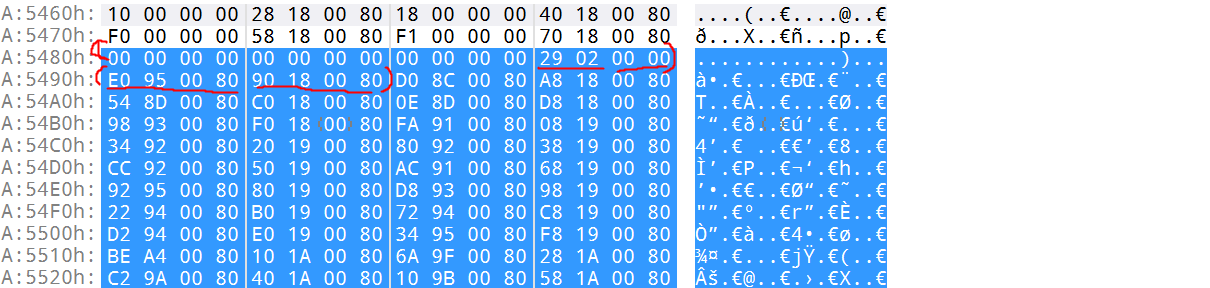 A:5460h: 10 00 00 00 28 18 00 80 18 00 00 00 40 18 00 80 ....(..€....@..€
A:5470h: F0 00 00 00 58 18 00 80 F1 00 00 00 70 18 00 80 ð...X..€ñ...p..€
A:5480h: 00 00 00 00 00 00 00 00 00 00 00 00 29 02 00 00 ............)...
A:5490h: E0 95 00 80 90 18 00 80 D0 8C 00 80 A8 18 00 80 à•.€...€ÐŒ.€¨..€
A:54A0h: 54 8D 00 80 C0 18 00 80 0E 8D 00 80 D8 18 00 80 T..€À..€...€Ø..€
A:54B0h: 98 93 00 80 F0 18 00 80 FA 91 00 80 08 19 00 80 ˜“.€ð..€ú‘.€...€
A:54C0h: 34 92 00 80 20 19 00 80 80 92 00 80 38 19 00 80 4’.€ ..€€’.€8..€
A:54D0h: CC 92 00 80 50 19 00 80 AC 91 00 80 68 19 00 80 Ì’.€P..€¬‘.€h..€
A:54E0h: 92 95 00 80 80 19 00 80 D8 93 00 80 98 19 00 80 ’•.€€..€Ø“.€˜..€
A:54F0h: 22 94 00 80 B0 19 00 80 72 94 00 80 C8 19 00 80 "”.€°..€r”.€È..€
A:5500h: D2 94 00 80 E0 19 00 80 34 95 00 80 F8 19 00 80 Ò”.€à..€4•.€ø..€
A:5510h: BE A4 00 80 10 1A 00 80 6A 9F 00 80 28 1A 00 80 ¾¤.€...€jŸ.€(..€
A:5520h: C2 9A 00 80 40 1A 00 80 10 9B 00 80 58 1A 00 80 Âš.€@..€.›.€X..€